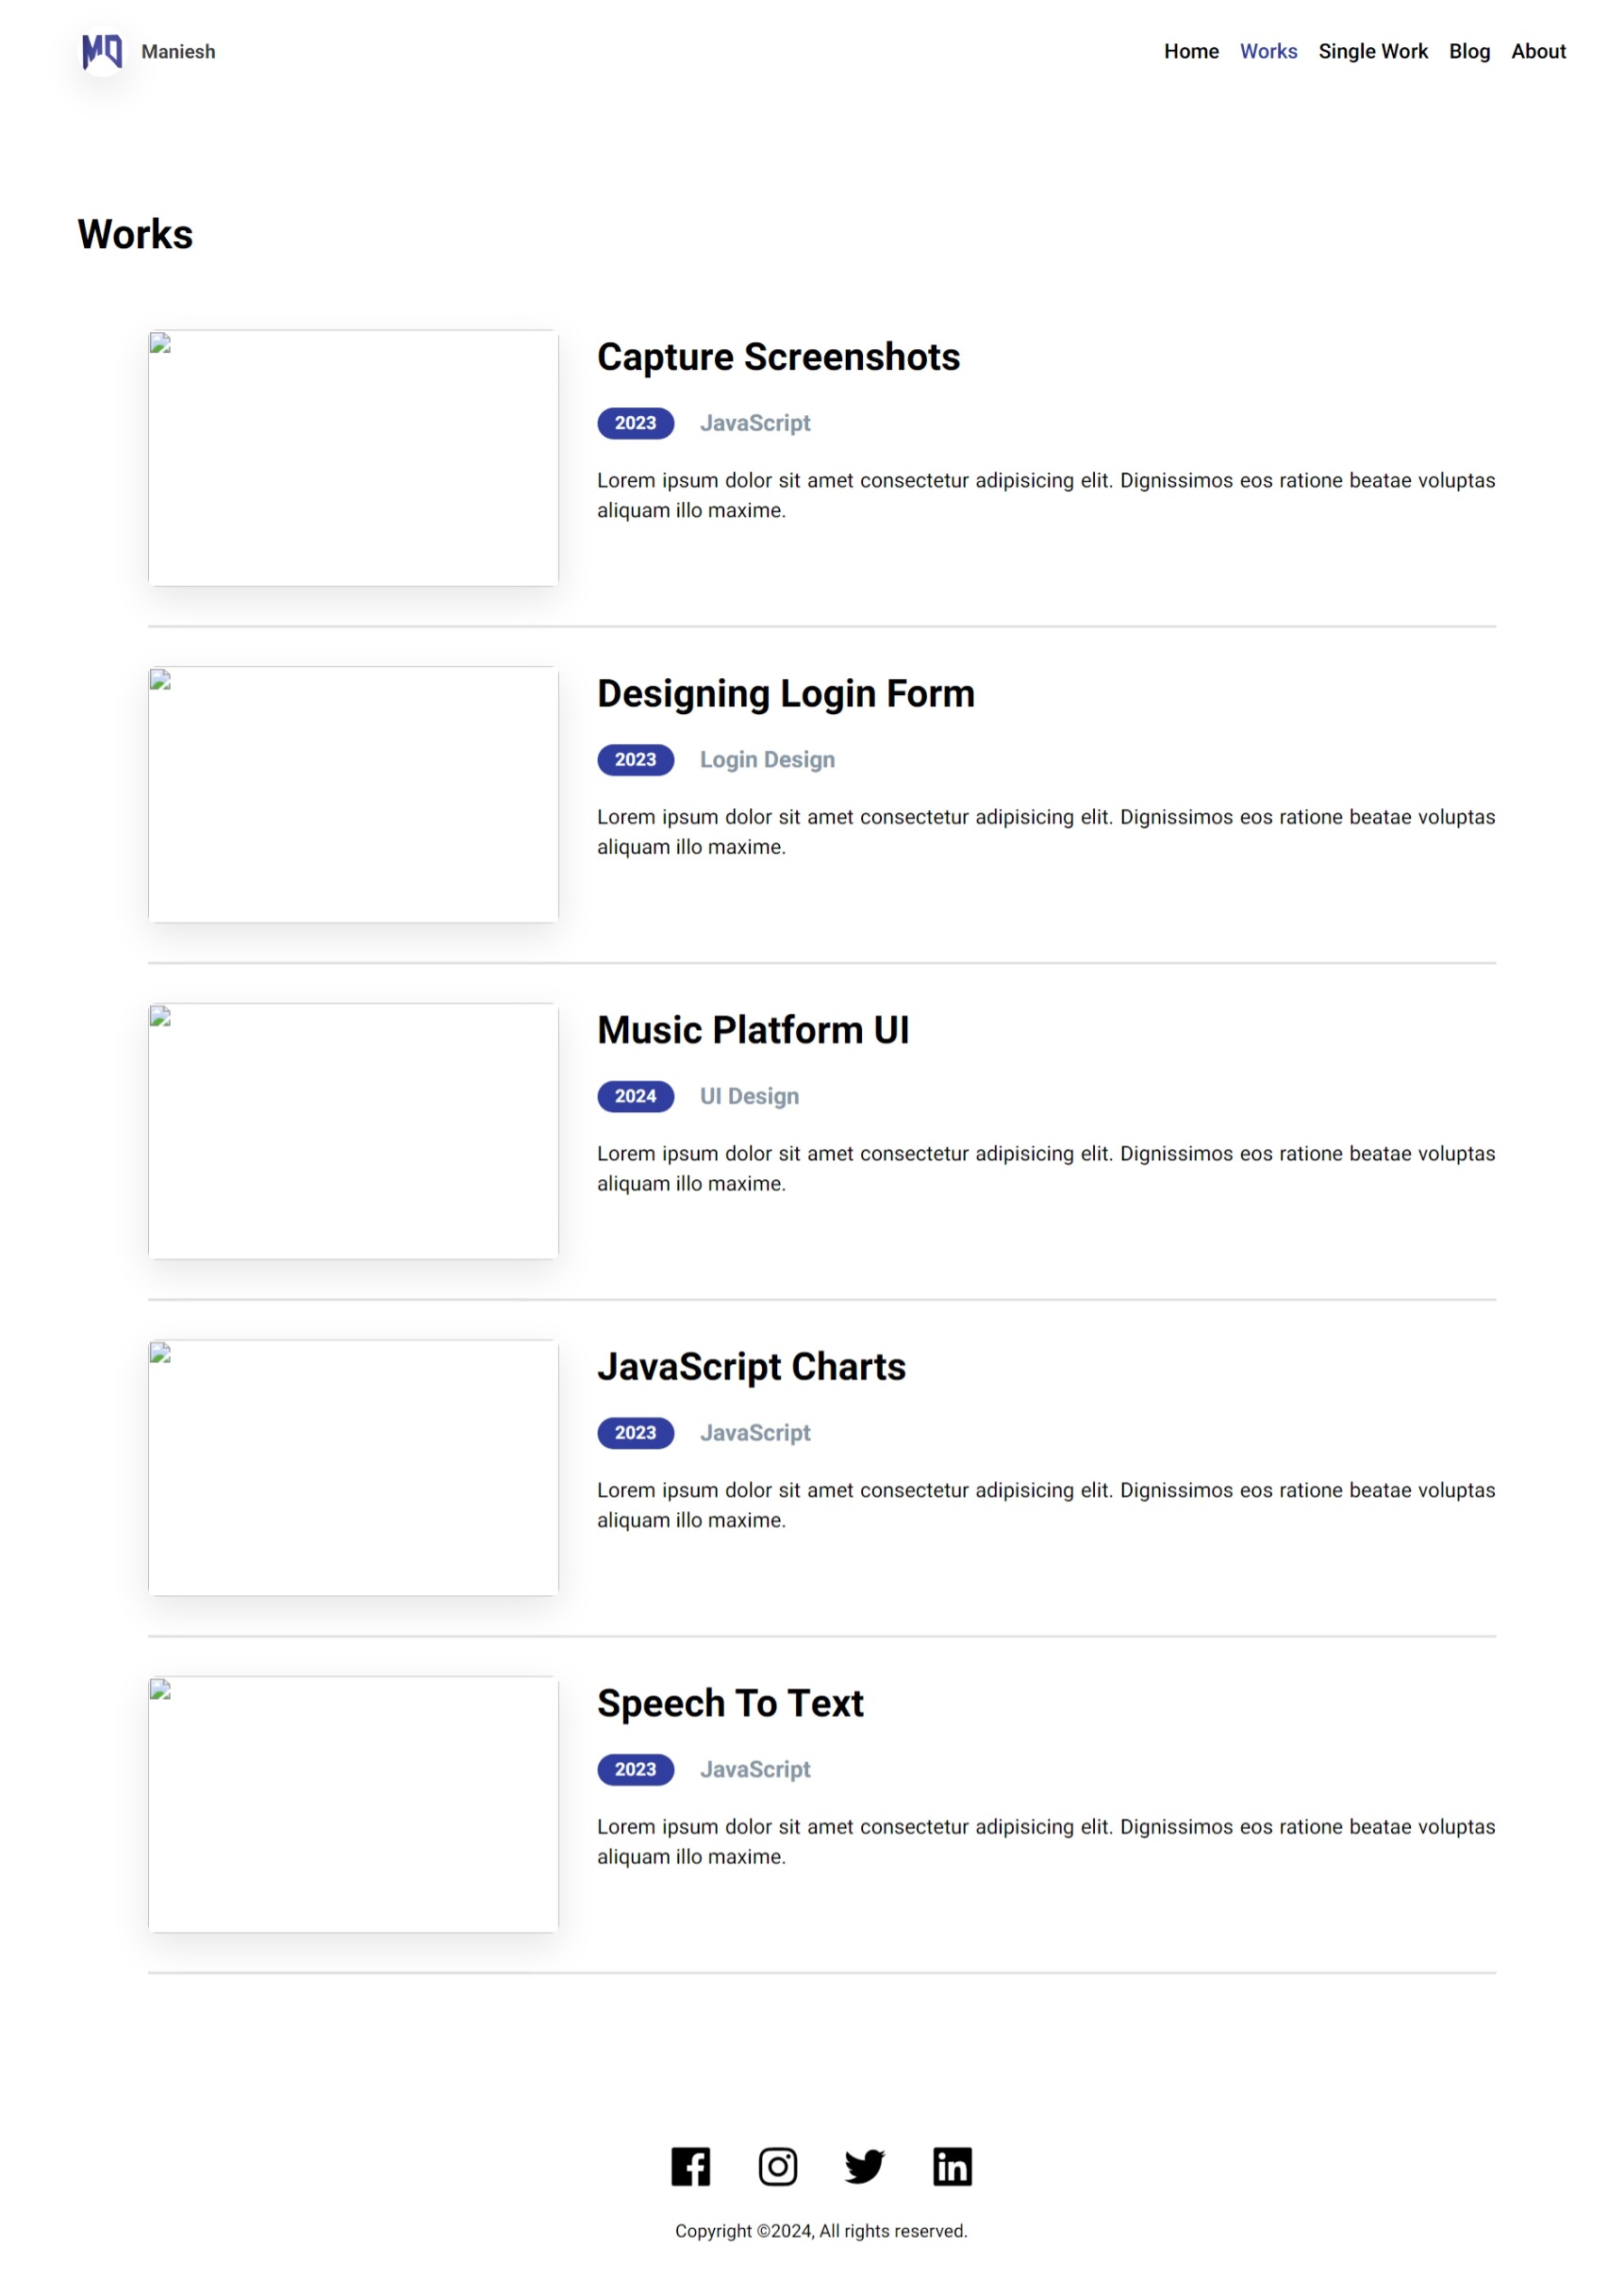 MD Maniesh
Home Works Single Work Blog About
Works
Capture Screenshots
2023 JavaScript
Lorem ipsum dolor sit amet consectetur adipisicing elit. Dignissimos eos ratione beatae voluptas
aliquam illo maxime.
Designing Login Form
2023 Login Design
Lorem ipsum dolor sit amet consectetur adipisicing elit. Dignissimos eos ratione beatae voluptas
aliquam illo maxime.
Music Platform UI
2024 UI Design
Lorem ipsum dolor sit amet consectetur adipisicing elit. Dignissimos eos ratione beatae voluptas
aliquam illo maxime.
JavaScript Charts
2023 JavaScript
Lorem ipsum dolor sit amet consectetur adipisicing elit. Dignissimos eos ratione beatae voluptas
aliquam illo maxime.
Speech To Text
2023 JavaScript
Lorem ipsum dolor sit amet consectetur adipisicing elit. Dignissimos eos ratione beatae voluptas
aliquam illo maxime.
Copyright ©2024, All rights reserved.